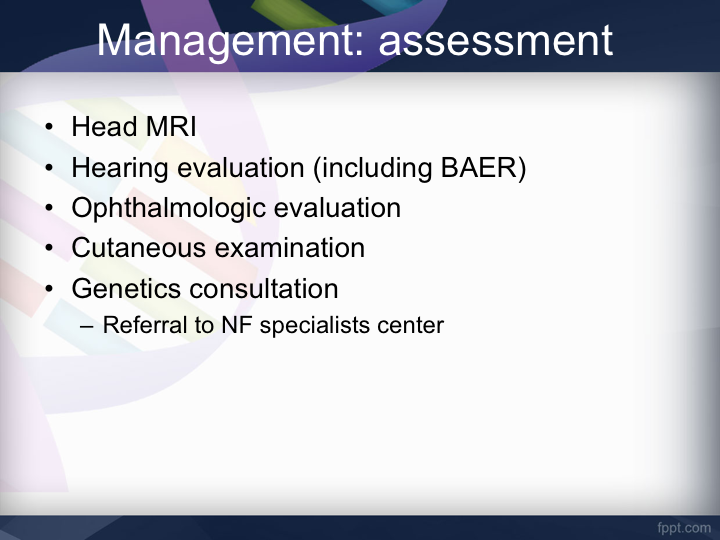 Management: assessment
• Head MRI
• Hearing evaluation (including BAER)
• Ophthalmologic evaluation
• Cutaneous examination
• Genetics consultation
– Referral to NF specialists center
fppt.com